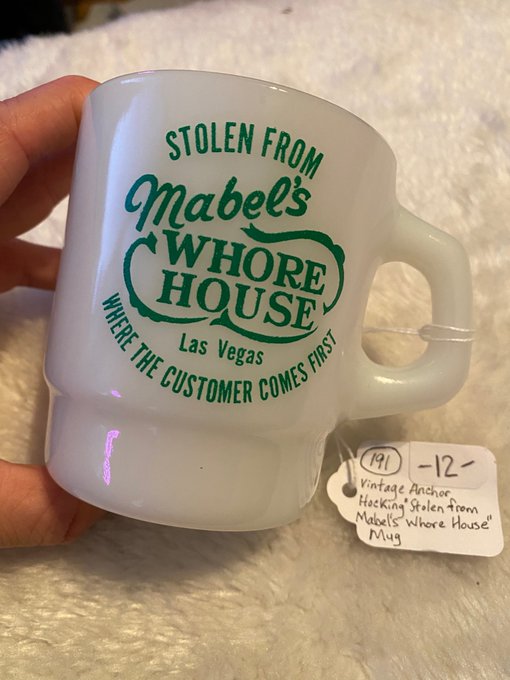 STOLEN FROM
Mabel's
WHORE
HOUSE
Las Vegas
WHERE THE CUSTOMER COMES FIRST
191
-12-
Vintage Anchor
Hocking "Stolen from
Mabel's Whore House"
Mug